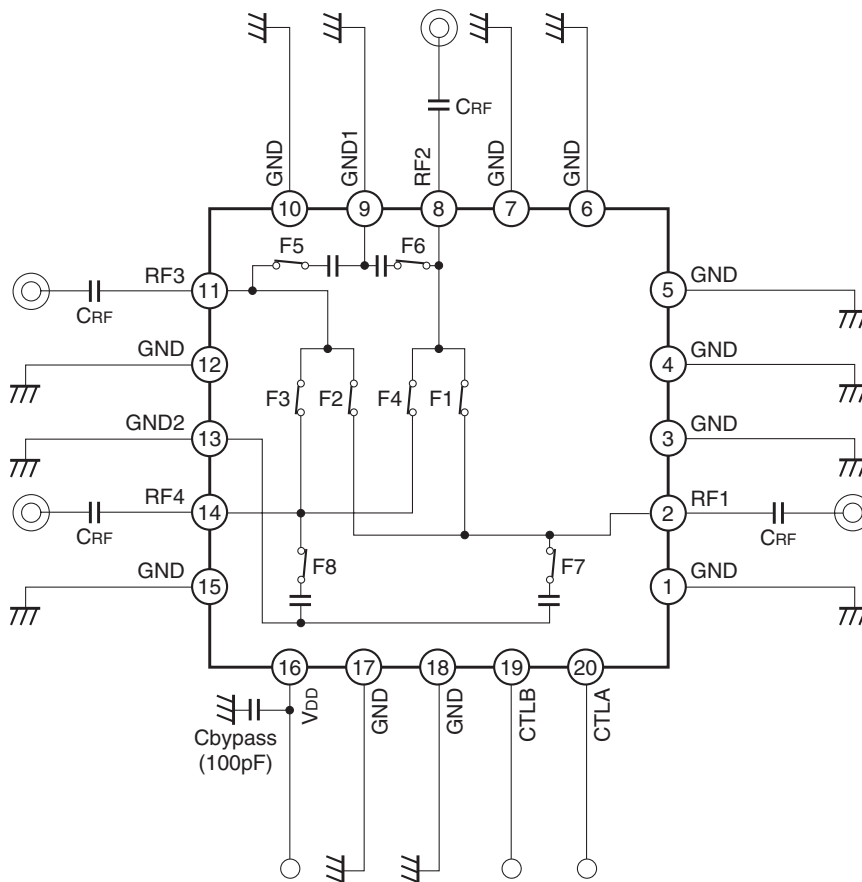 CRF
GND
GND1
RF2
GND
GND
10
9
8
7
6
F5
F6
RF3
11
CRF
5
GND
GND
12
4
GND
F3
F2
F4
F1
GND2
13
3
GND
RF4
14
CRF
2
RF1
CRF
F8
F7
GND
15
1
GND
16
17
18
19
20
VDD
GND
GND
CTLB
CTLA
Cbypass
(100pF)